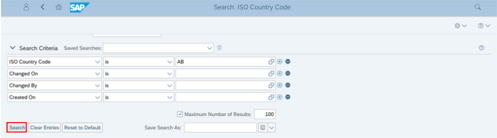 SAP Search: ISO Country Code
Search Criteria Saved Searches:
ISO Country Code is AB
Changed On is
Changed By is
Created On is
Maximum Number of Results: 100
Search Clear Entries Reset to Default Save Search As: